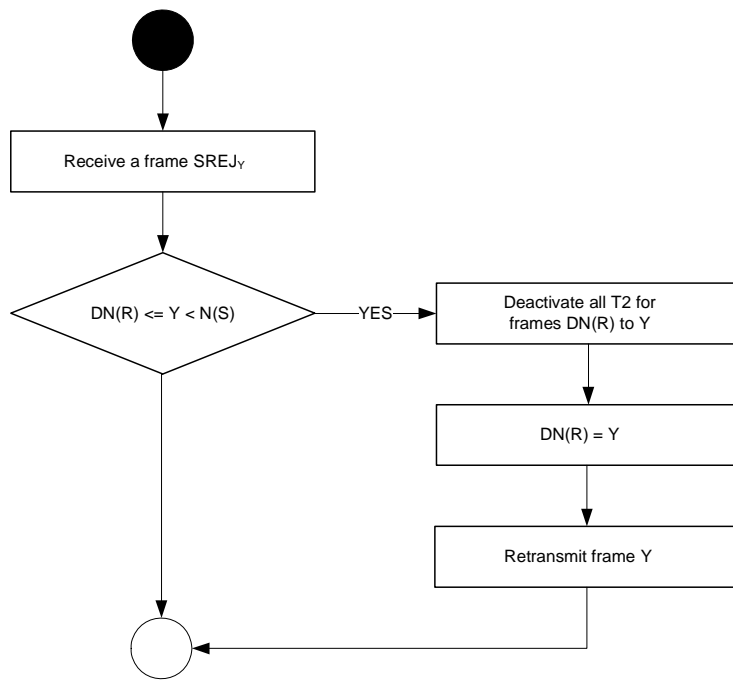 Receive a frame SREJY
DN(R) <= Y < N(S)
YES
Deactivate all T2 for
frames DN(R) to Y
DN(R) = Y
Retransmit frame Y